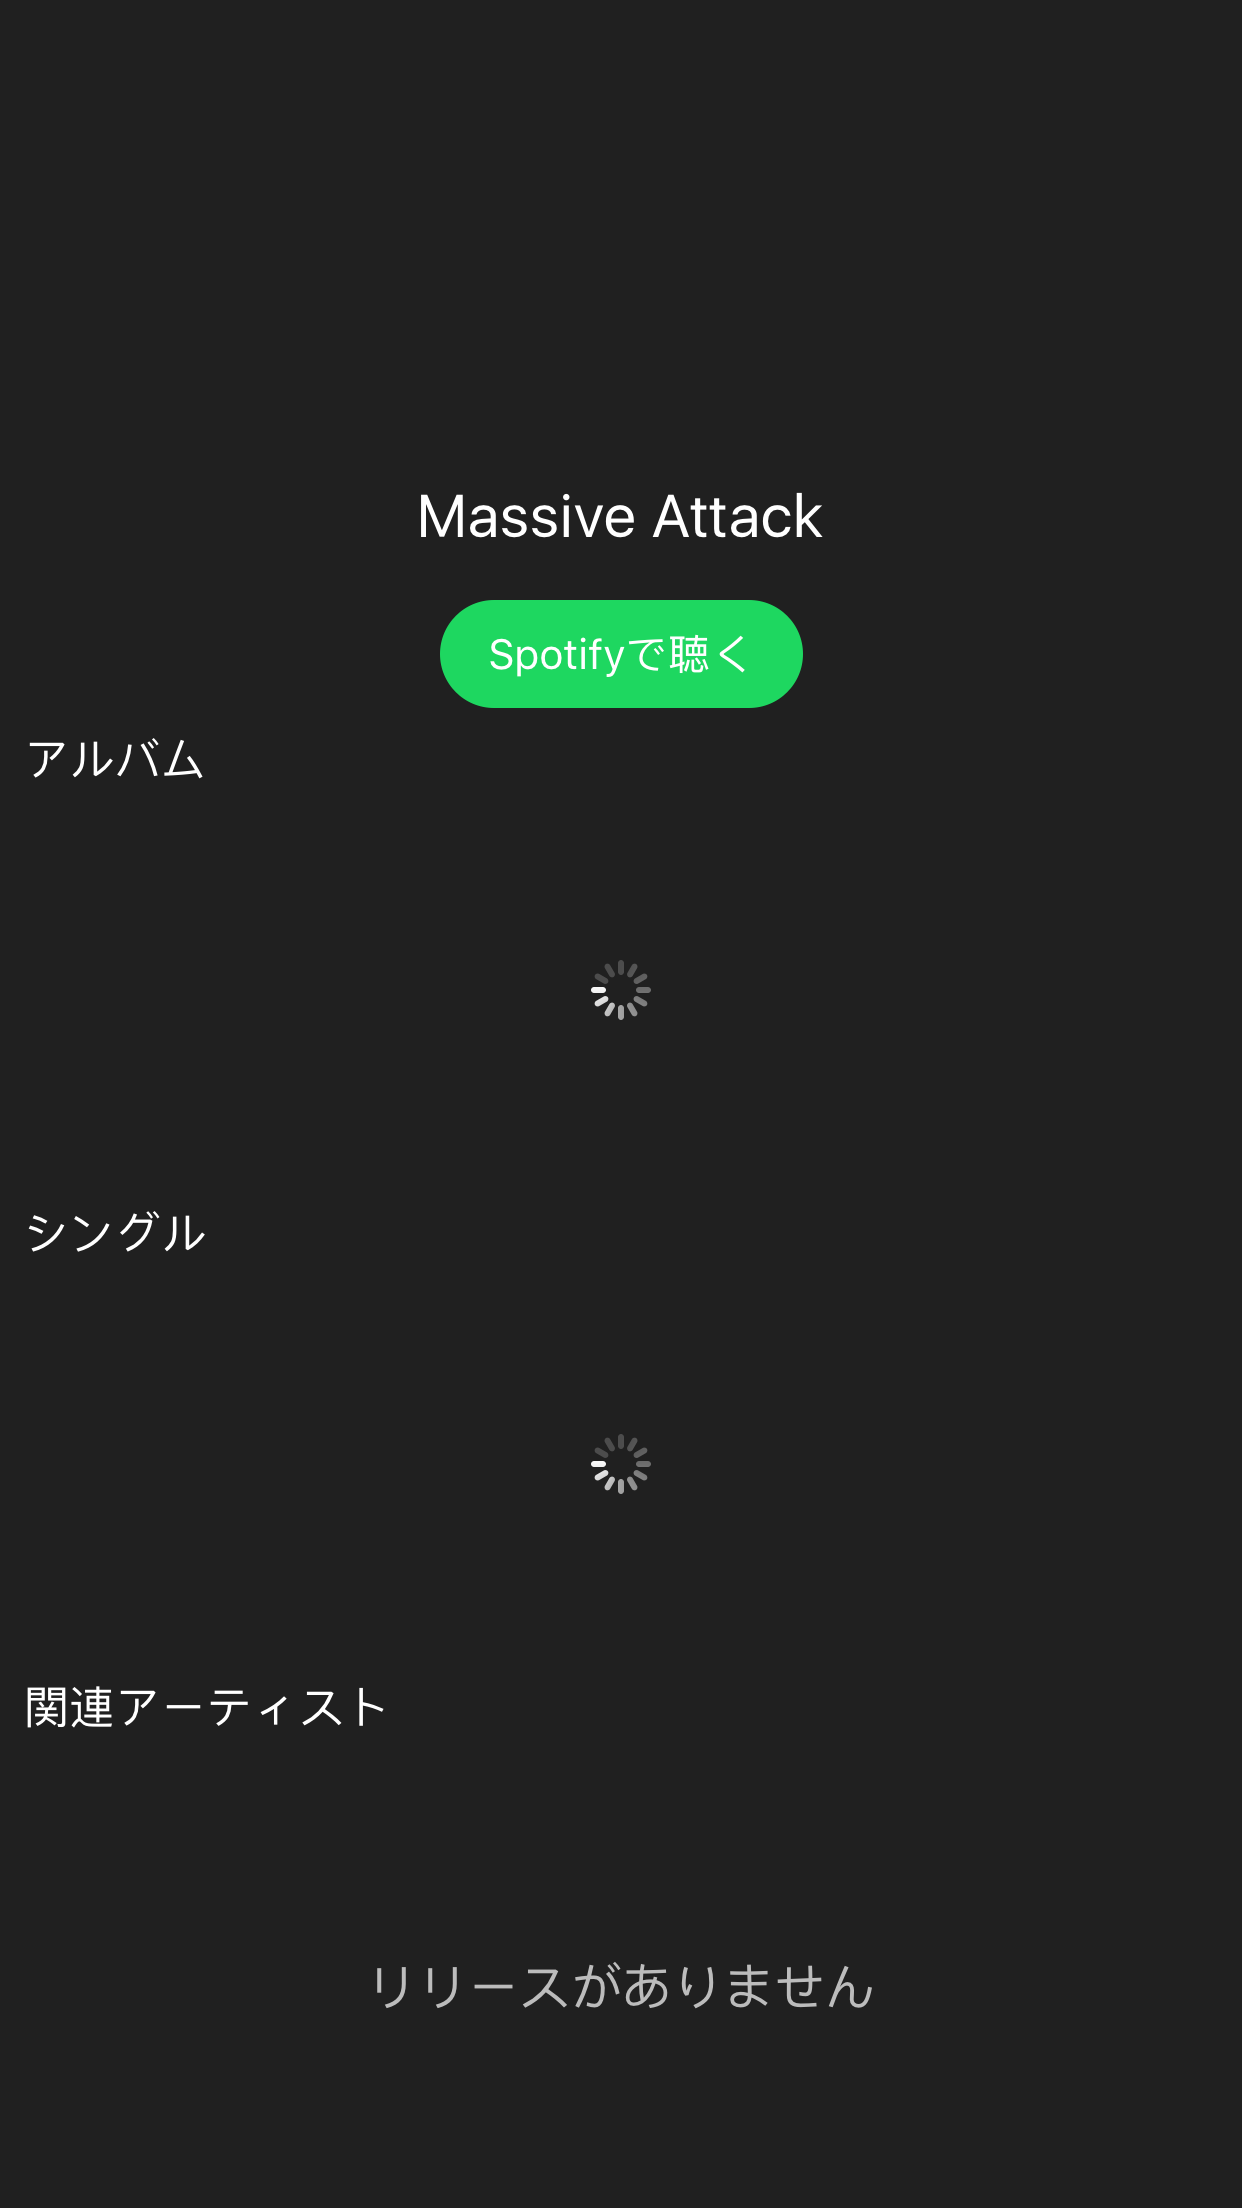 Massive Attack
Spotifyで聴く
アルバム
シングル
関連アーティスト
リリースがありません